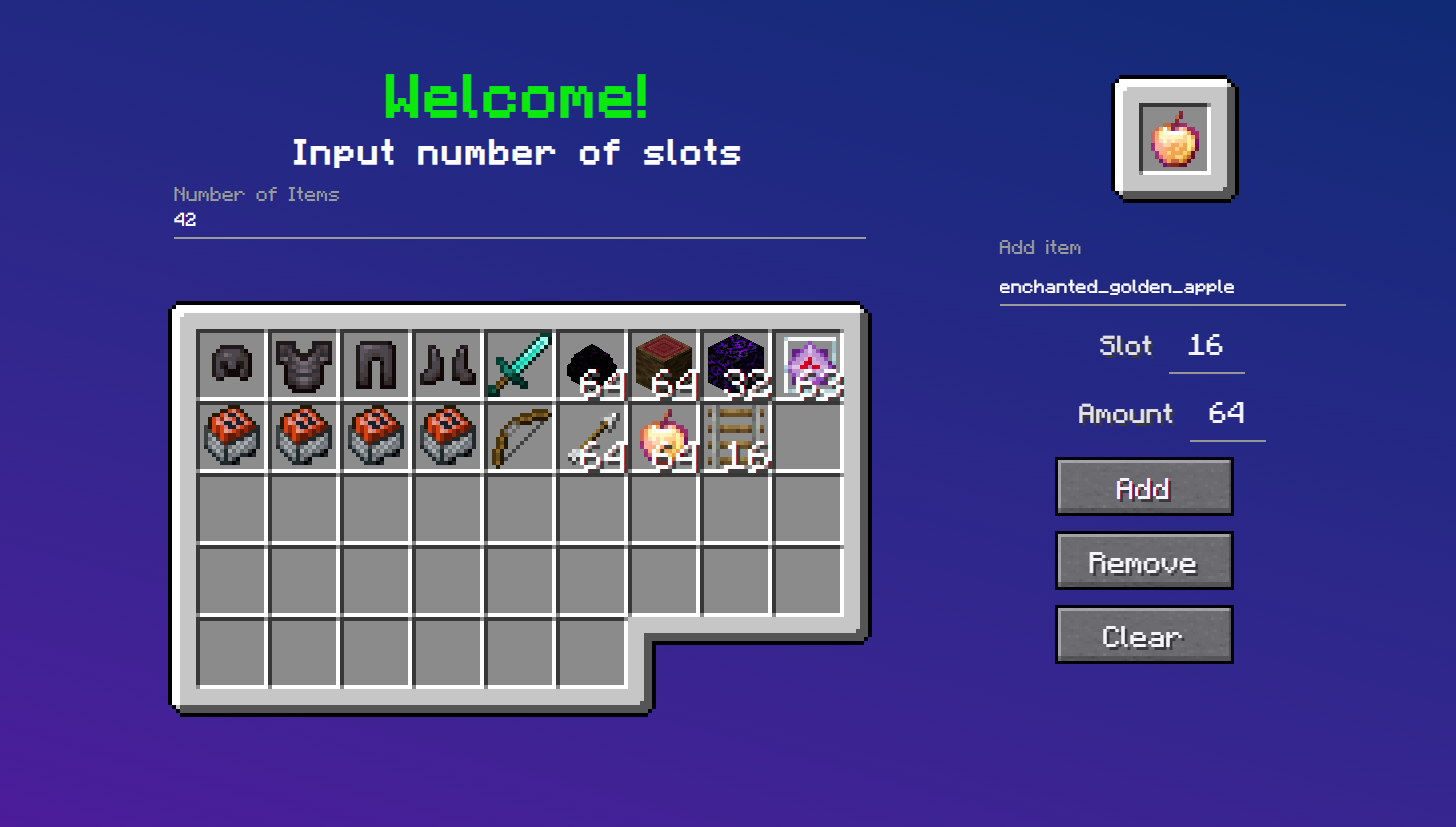 Welcome!
Input number of slots
Number of Items
42
64 64 32 63
64 64 16
Add item
enchanted_golden_apple
Slot 16
Amount 64
Add
Remove
Clear